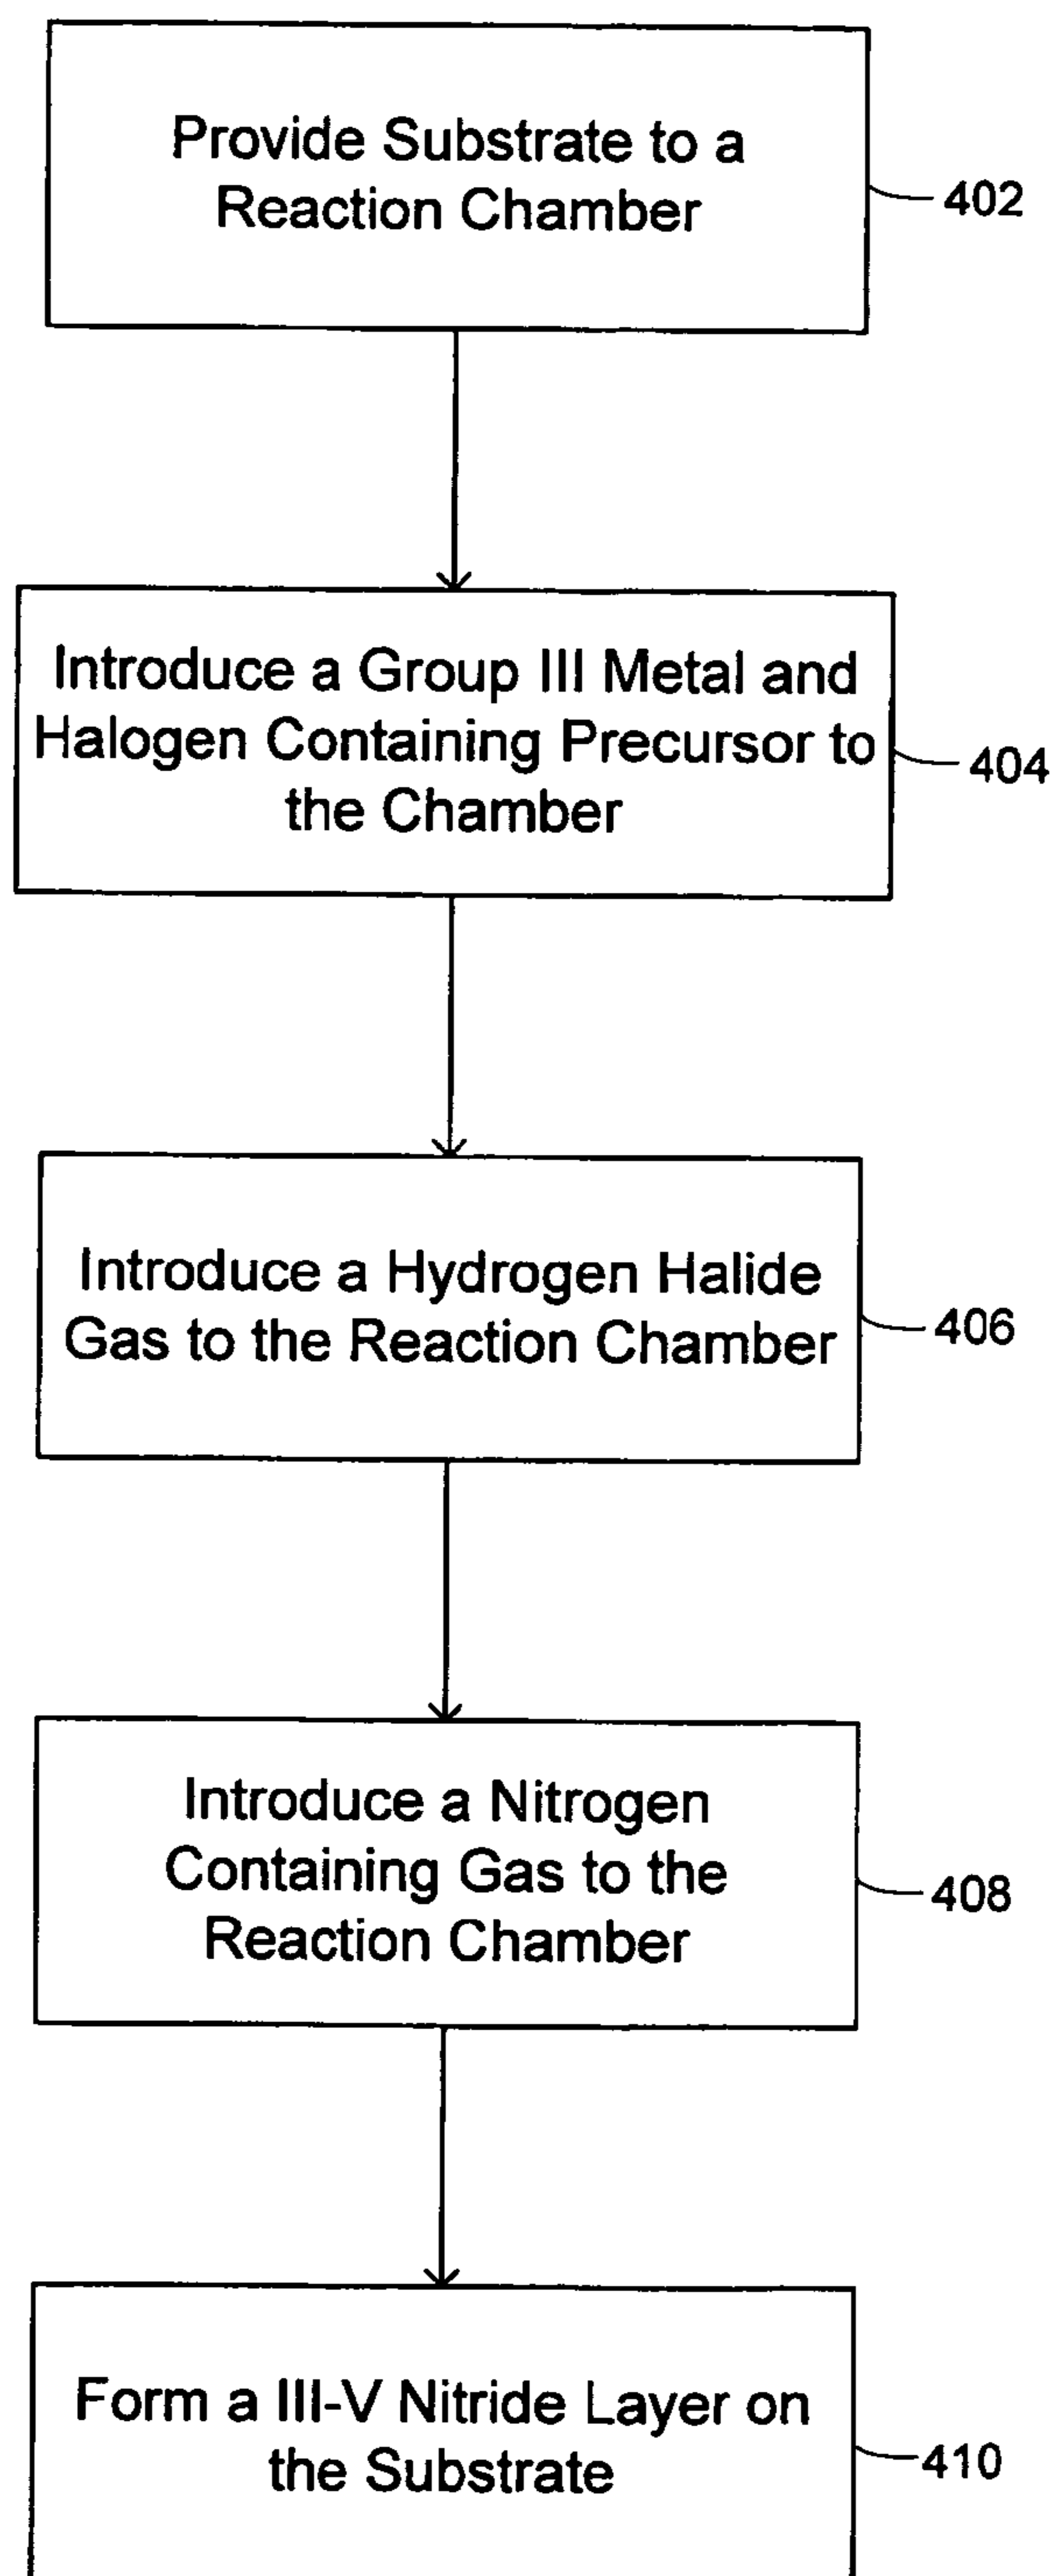 Provide Substrate to a
Reaction Chamber
402
Introduce a Group III Metal and
Halogen Containing Precursor to
the Chamber
404
Introduce a Hydrogen Halide
Gas to the Reaction Chamber
406
Introduce a Nitrogen
Containing Gas to the
Reaction Chamber
408
Form a III-V Nitride Layer on
the Substrate
410